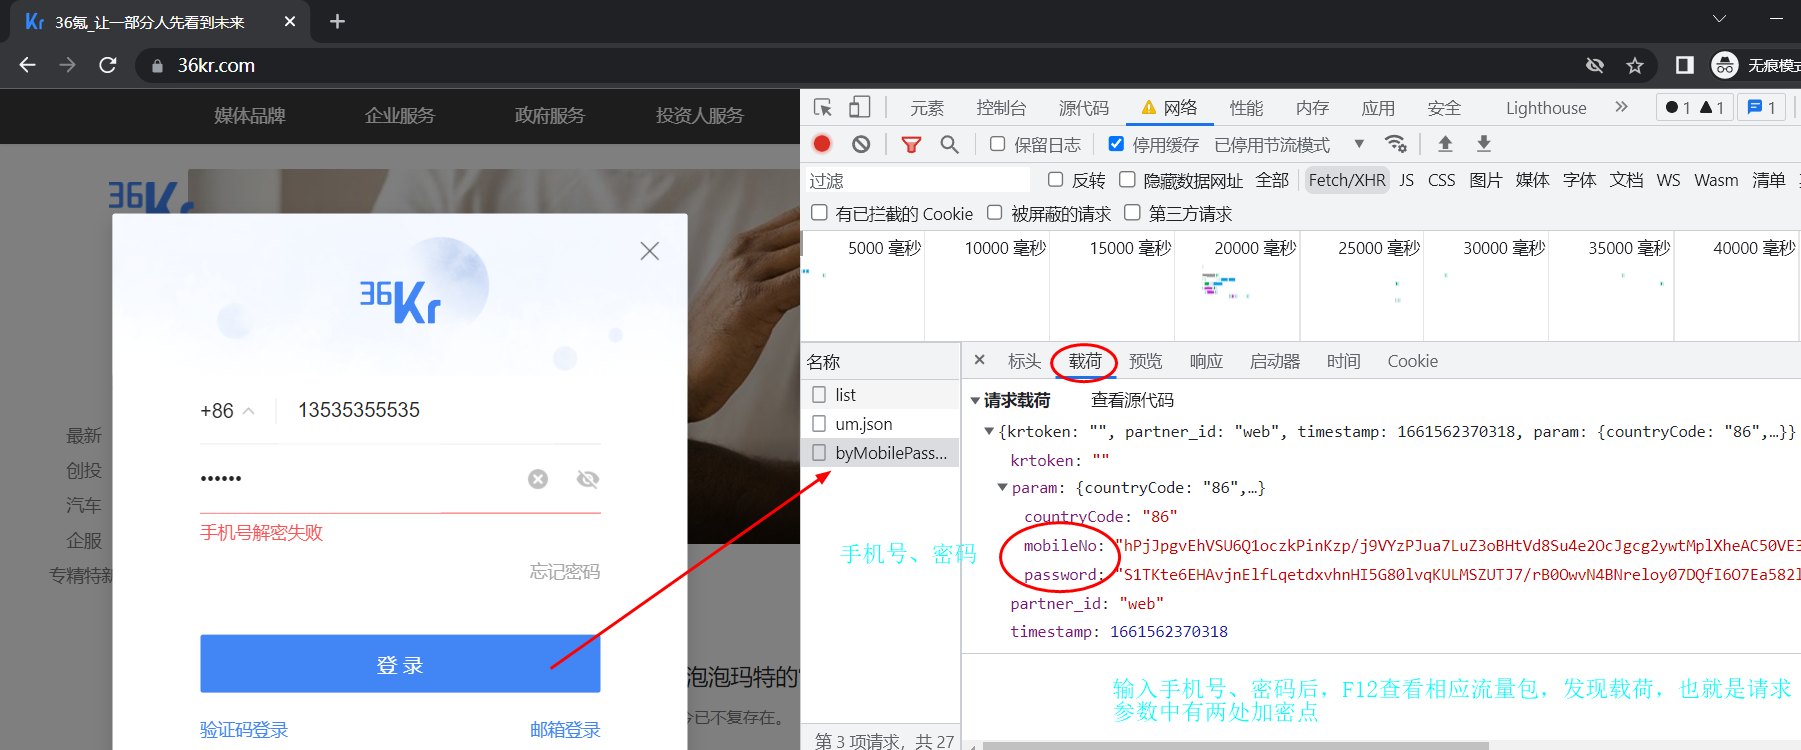 36氪_让一部分人先看到未来
36kr.com
无痕模式
媒体品牌 企业服务 政府服务 投资人服务
36Kr
36Kr
+86 13535355535
••••••
手机号解密失败
忘记密码
登 录
验证码登录 邮箱登录
最新
创投
汽车
企服
专精特新
泡泡玛特的
今已不复存在。
元素 控制台 源代码 网络 性能 内存 应用 安全 Lighthouse » 1 1 1
保留日志 停用缓存 已停用节流模式
过滤 反转 隐藏数据网址 全部 Fetch/XHR JS CSS 图片 媒体 字体 文档 WS Wasm 清单
有已拦截的 Cookie 被屏蔽的请求 第三方请求
5000 毫秒 10000 毫秒 15000 毫秒 20000 毫秒 25000 毫秒 30000 毫秒 35000 毫秒 40000 毫秒
名称
list
um.json
byMobilePass...
第 3 项请求，共 27
标头 载荷 预览 响应 启动器 时间 Cookie
请求载荷 查看源代码
{krtoken: "", partner_id: "web", timestamp: 1661562370318, param: {countryCode: "86",…}}
krtoken: ""
param: {countryCode: "86",…}
countryCode: "86"
mobileNo: "hPjJpgvEhVSU6Q1oczkPinKzp/j9VYzPJua7LuZ3oBHtVd8Su4e2OcJgcg2ywtMplXheAC50VE3
password: "S1TKte6EHAvjnElfLqetdxvhnHI5G80lvqKULMSZUTJ7/rB0OwvN4BNreloy07DQfI6O7Ea582l
partner_id: "web"
timestamp: 1661562370318
手机号、密码
输入手机号、密码后，F12查看相应流量包，发现载荷，也就是请求
参数中有两处加密点